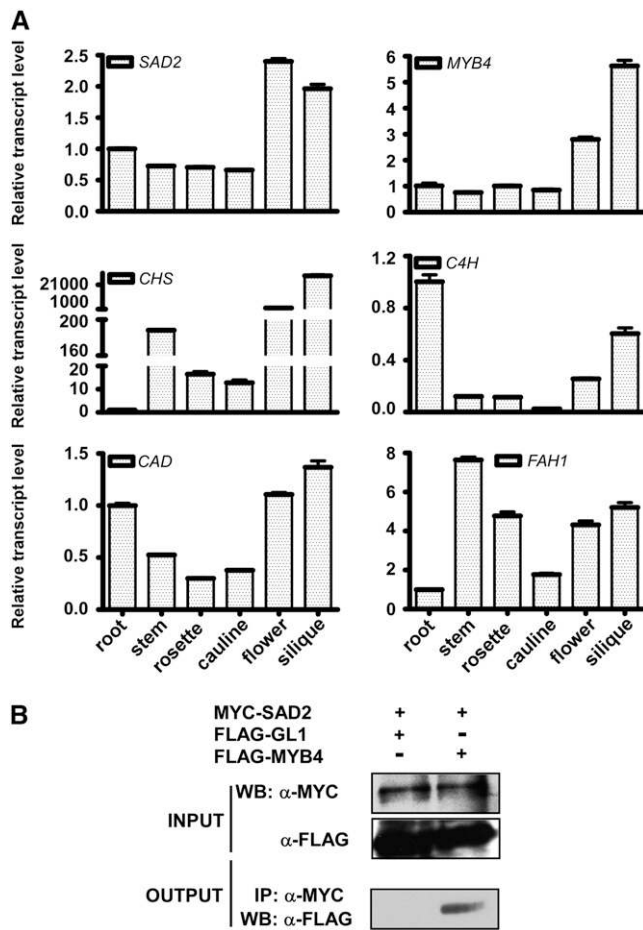 A
Relative transcript level
2.5
2.0
1.5
1.0
0.5
0.0
SAD2
6
5
4
3
2
1
0
MYB4
Relative transcript level
21000
1000
200
160
20
10
0
CHS
1.2
0.8
0.4
0.0
C4H
Relative transcript level
1.5
1.0
0.5
0.0
CAD
root
stem
rosette
cauline
flower
silique
8
6
4
2
0
FAH1
root
stem
rosette
cauline
flower
silique
B
MYC-SAD2 + +
FLAG-GL1 + -
FLAG-MYB4 - +
INPUT
WB: α-MYC
α-FLAG
OUTPUT
IP: α-MYC
WB: α-FLAG